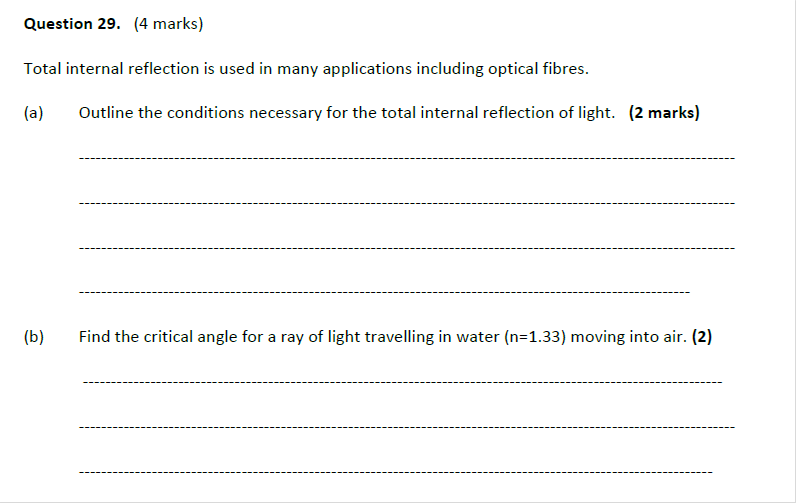 Question 29. (4 marks)
Total internal reflection is used in many applications including optical fibres.
(a) Outline the conditions necessary for the total internal reflection of light. (2 marks)
(b) Find the critical angle for a ray of light travelling in water (n=1.33) moving into air. (2)